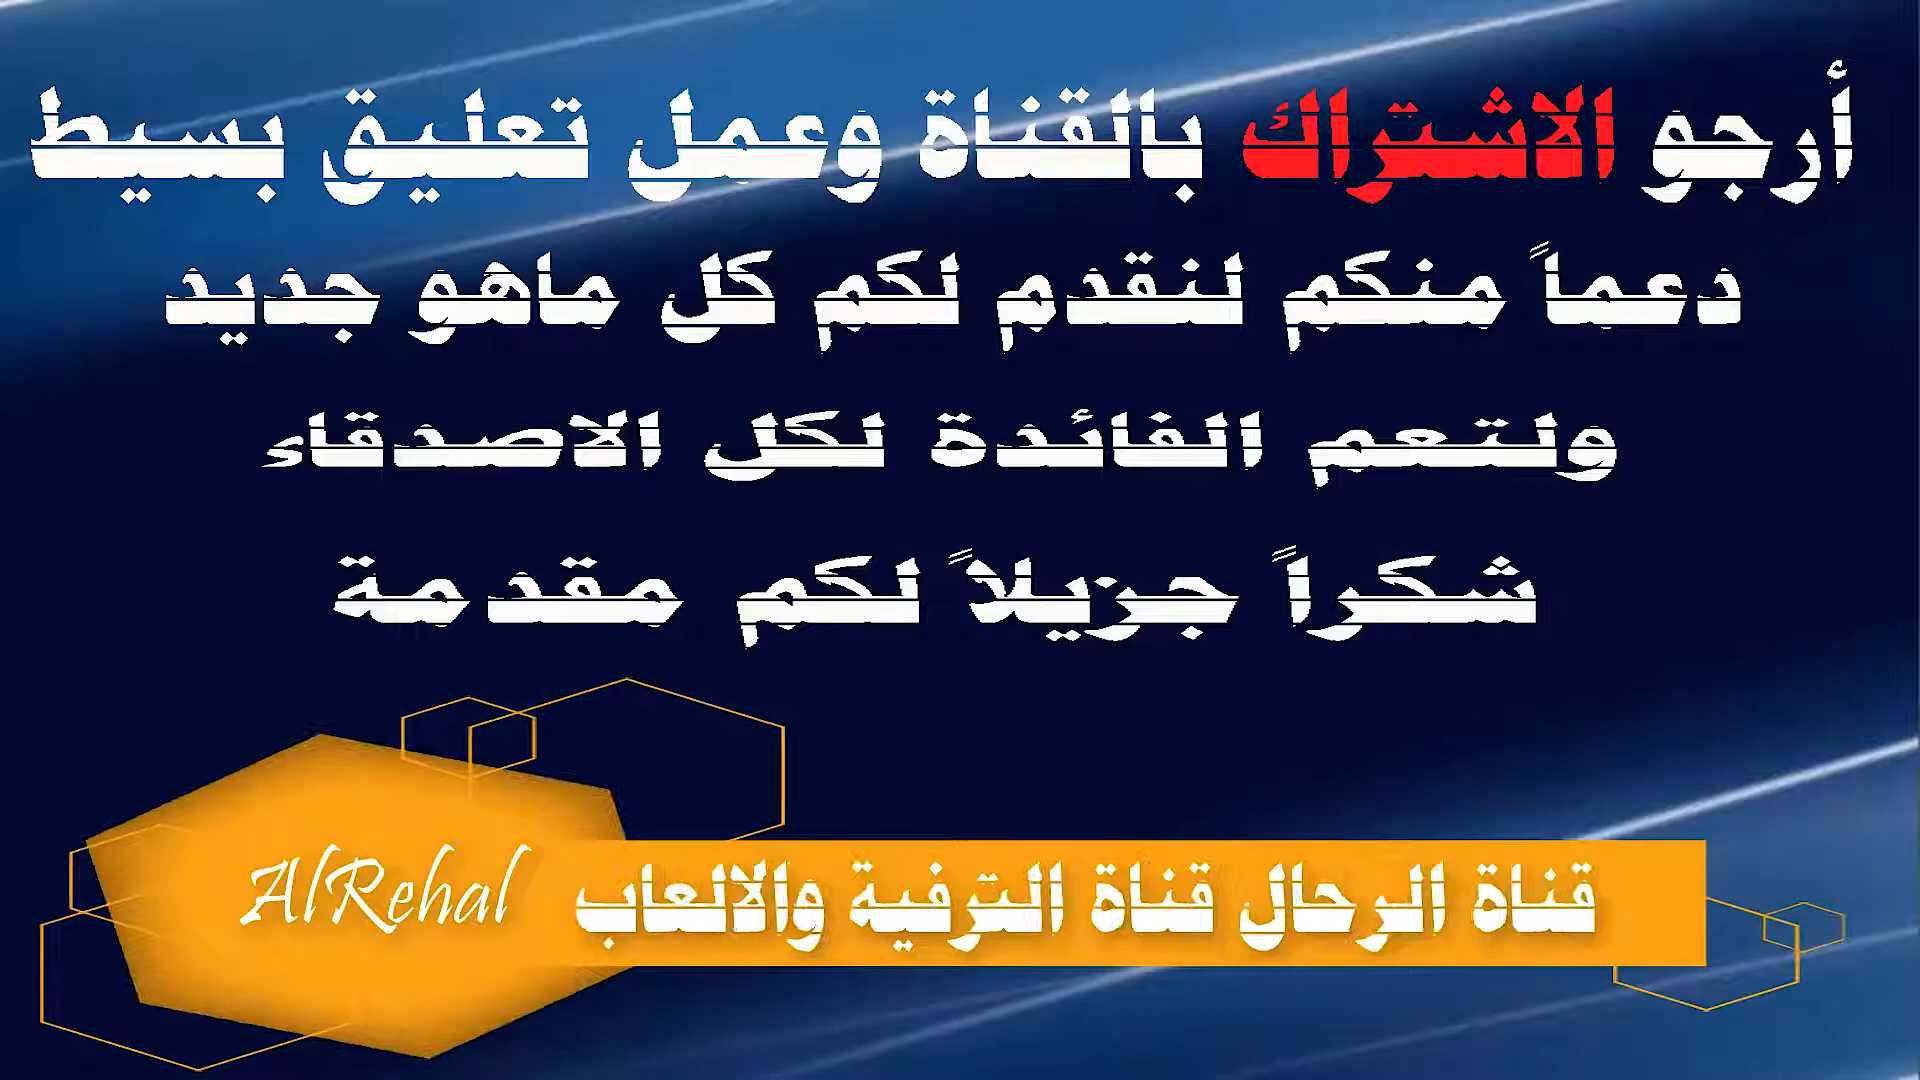 أرجو الاشتراك بالقناة وعمل تعليق بسيط
دعماً منكم لنقدم لكم كل ماهو جديد
ولتعم الفائدة لكل الاصدقاء
شكراً جزيلاً لكم مقدمة
قناة الرحال قناة الترفية والالعاب
AlRehal